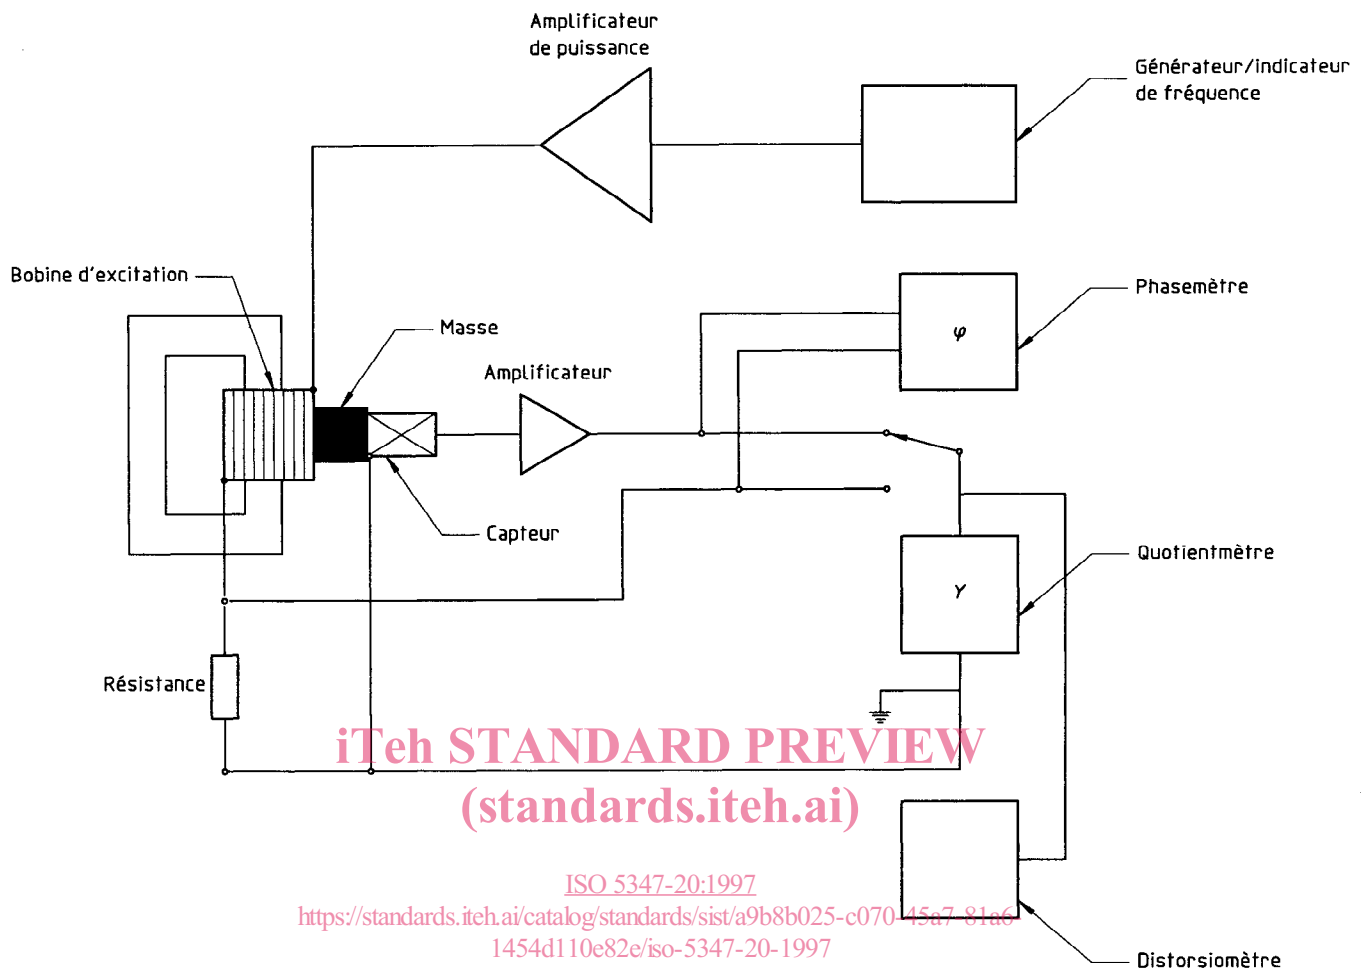 Amplificateur
de puissance
Générateur/indicateur
de fréquence
Bobine d'excitation
Phasemètre
Masse
φ
Amplificateur
Capteur
Quotientmètre
Y
Résistance
iTeh STANDARD PREVIEW
(standards.iteh.ai)
ISO 5347-20:1997
https://standards.iteh.ai/catalog/standards/sist/a9b8b025-c070-45a7-81a6-
1454d110e82e/iso-5347-20-1997
Distorsiomètre